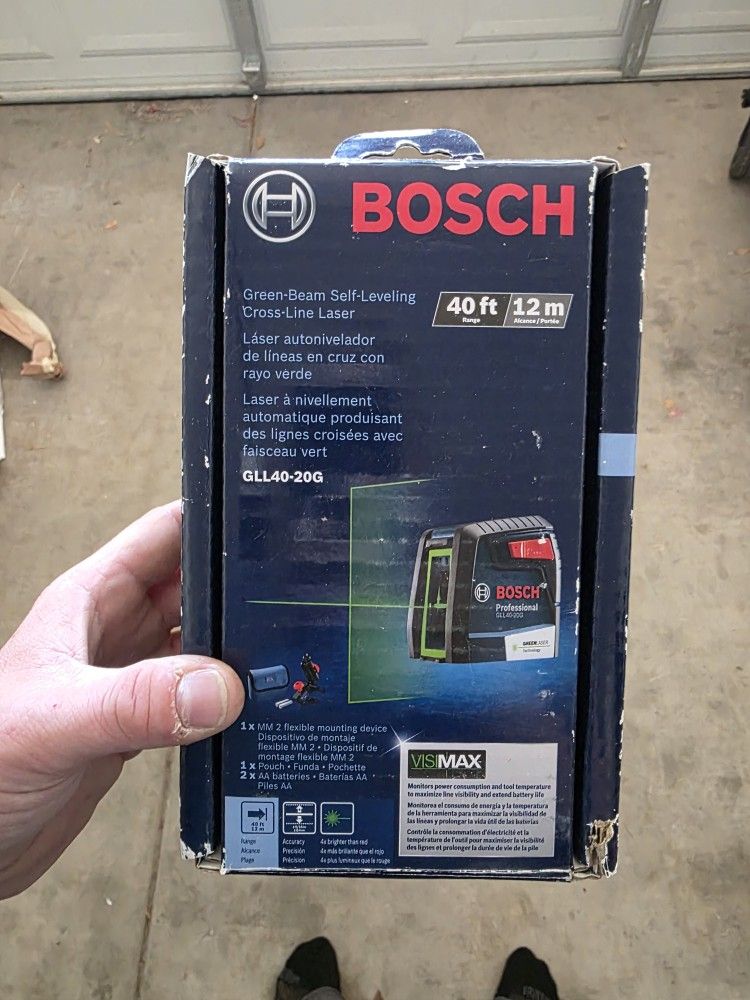 BOSCH
Green-Beam Self-Leveling
Cross-Line Laser
40 ft
Range
12 m
Alcance / Portée
Láser autonivelador
de líneas en cruz con
rayo verde
Laser à nivellement
automatique produisant
des lignes croisées avec
faisceau vert
GLL40-20G
BOSCH
Professional
GLL40-20G
GREENLASER
Technology
1x MM 2 flexible mounting device
Dispositivo de montaje
flexible MM 2 • Dispositif de
montage flexible MM 2
1x Pouch • Funda • Pochette
2x AA batteries • Baterías AA •
Piles AA
VISIMAX
Monitors power consumption and tool temperature
to maximize line visibility and extend battery life
Monitorea el consumo de energía y la temperatura
de la herramienta para maximizar la visibilidad de
las líneas y prolongar la vida útil de las baterías
Contrôle la consommation d'électricité et la
température de l'outil pour maximiser la visibilité
des lignes et prolonger la durée de vie de la pile
40 ft
12 m
Range
Alcance
Plage
Accuracy
Precisión
Précision
4x brighter than red
4x más brillante que el rojo
4x plus lumineux que le rouge